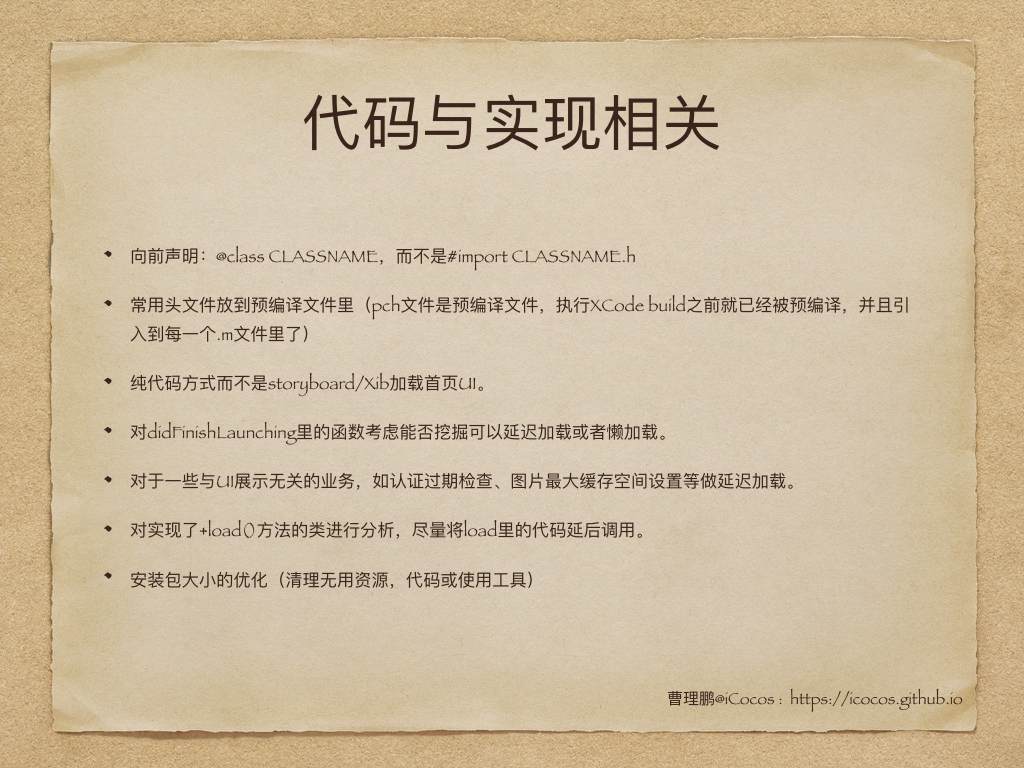 代码与实现相关
向前声明：@class CLASSNAME，而不是#import CLASSNAME.h
常用头文件放到预编译文件里（pch文件是预编译文件，执行XCode build之前就已经被预编译，并且引
入到每一个.m文件里了）
纯代码方式而不是storyboard/Xib加载首页UI。
对didFinishLaunching里的函数考虑能否挖掘可以延迟加载或者懒加载。
对于一些与UI展示无关的业务，如认证过期检查、图片最大缓存空间设置等做延迟加载。
对实现了+load()方法的类进行分析，尽量将load里的代码延后调用。
安装包大小的优化（清理无用资源，代码或使用工具）
曹理鹏@iCocos : https://icocos.github.io